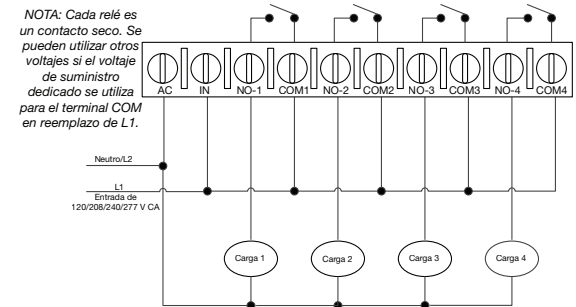 NOTA: Cada relé es
un contacto seco. Se
pueden utilizar otros
voltajes si el voltaje
de suministro
dedicado se utiliza
para el terminal COM
en reemplazo de L1.
AC IN NO-1 COM1 NO-2 COM2 NO-3 COM3 NO-4 COM4
Neutro/L2
L1
Entrada de
120/208/240/277 V CA
Carga 1 Carga 2 Carga 3 Carga 4